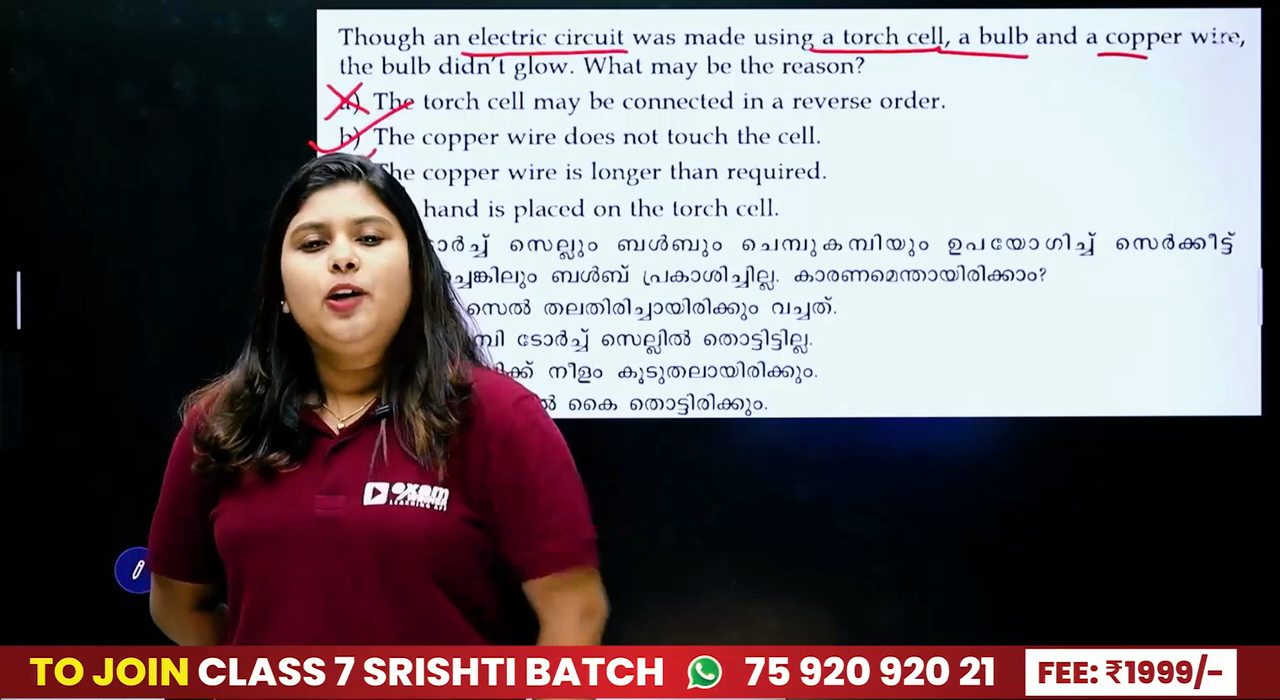 Though an electric circuit was made using a torch cell, a bulb and a copper wire,
the bulb didn't glow. What may be the reason?
a) The torch cell may be connected in a reverse order.
b) The copper wire does not touch the cell.
The copper wire is longer than required.
hand is placed on the torch cell.
സെല്ലും ബൾബും ചെമ്പുകമ്പിയും ഉപയോഗിച്ച് സെർക്കീട്ട്
ബൾബ് പ്രകാശിച്ചില്ല. കാരണമെന്തായിരിക്കാം?
സെൽ തലതിരിച്ചായിരിക്കും വച്ചത്.
ടോർച്ച് സെല്ലിൽ തൊട്ടിട്ടില്ല.
നീളം കൂടുതലായിരിക്കും.
കൈ തൊട്ടിരിക്കും.
exam
LEARNING APP
TO JOIN CLASS 7 SRISHTI BATCH 75 920 920 21 FEE: ₹1999/-